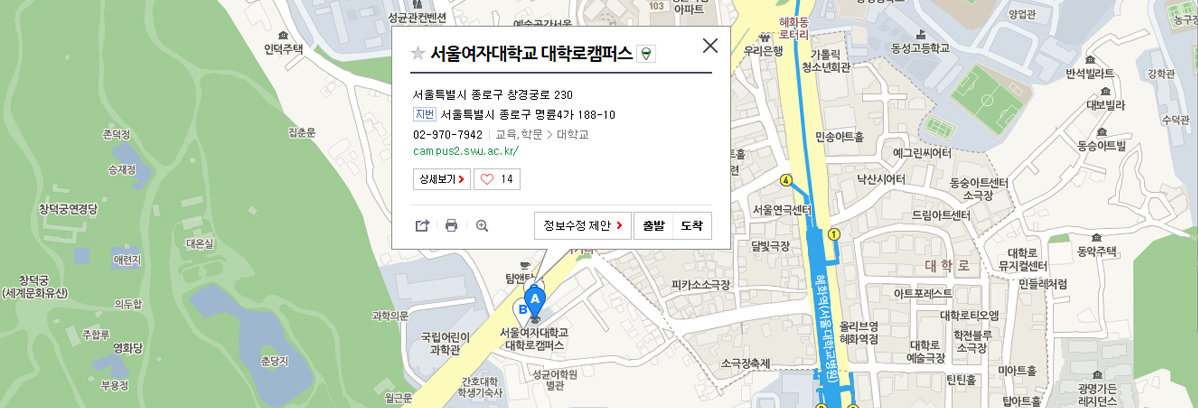 성균관컨벤션
예술공간서울
103
아파트
혜화동
로터리
양업관
농구장
인덕주택
우리은행
동성고등학교
가톨릭
청소년회관
반석빌라트
강학관
대보빌라
수덕관
서울여자대학교 대학로캠퍼스
서울특별시 종로구 창경궁로 230
지번 서울특별시 종로구 명륜4가 188-10
02-970-7942 | 교육,학문 > 대학교
campus2.swu.ac.kr/
상세보기 >
14
정보수정 제안 >
출발
도착
존덕정
승재정
집춘문
창덕궁연경당
대온실
애련지
창덕궁
(세계문화유산)
의두합
주합루
영화당
부용정
춘당지
과학의문
국립어린이
과학관
월근문
간호대학
학생기숙사
탐앤탐
A
B
서울여자대학교
대학로캠퍼스
성균어학원
별관
민송아트홀
동숭아트빌
예그린씨어터
4
낙산씨어터
동숭아트센터
소극장
서울연극센터
드림아트센터
1
달빛극장
대학로
대학로
뮤지컬센터
동악주택
민들레처럼
피카소소극장
아트포레스트
혜화역(서울대학교병원)
올리브영
혜화역점
대학로티오엠
대학로
예술극장
학전블루
소극장
소극장축제
틴틴홀
미아트홀
탑아트홀
광명가든
레지던스
2
3